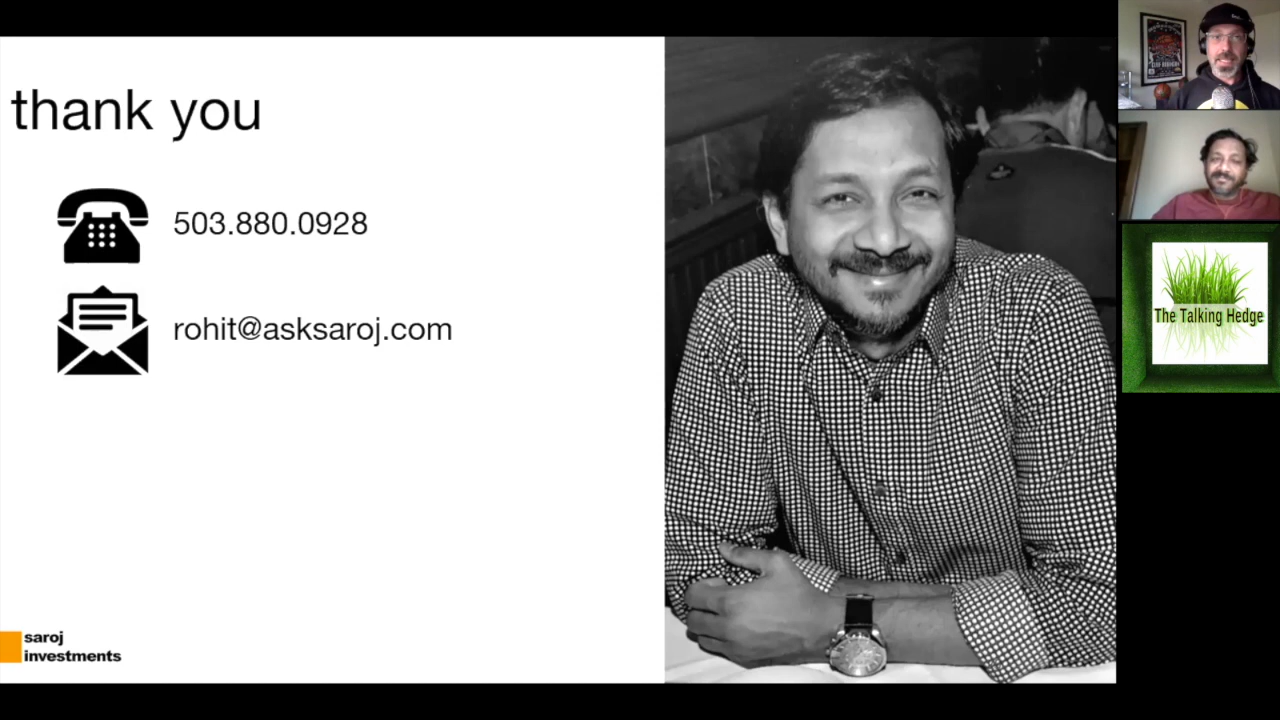 thank you
503.880.0928
rohit@asksaroj.com
saroj
investments
The Talking Hedge